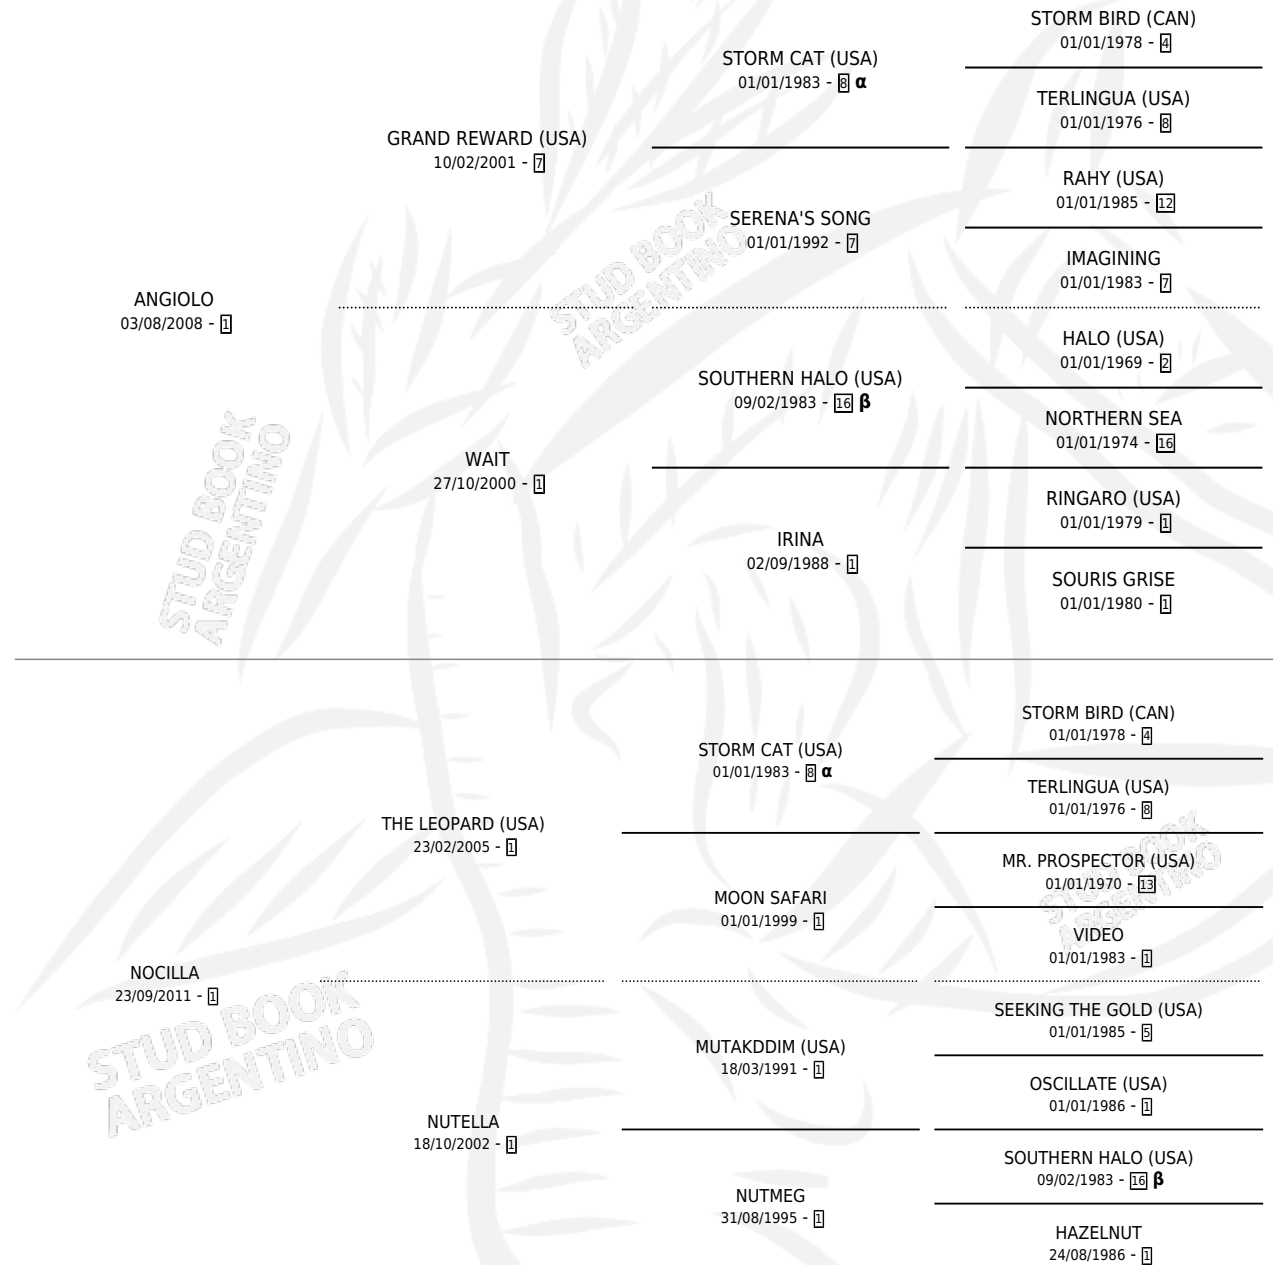 STORM BIRD (CAN)
01/01/1978 - 4
STORM CAT (USA)
01/01/1983 - 8 α
TERLINGUA (USA)
01/01/1976 - 8
GRAND REWARD (USA)
10/02/2001 - 7
RAHY (USA)
01/01/1985 - 12
SERENA'S SONG
01/01/1992 - 7
IMAGINING
01/01/1983 - 7
ANGIOLO
03/08/2008 - 1
HALO (USA)
01/01/1969 - 2
SOUTHERN HALO (USA)
09/02/1983 - 16 β
NORTHERN SEA
01/01/1974 - 16
WAIT
27/10/2000 - 1
RINGARO (USA)
01/01/1979 - 1
IRINA
02/09/1988 - 1
SOURIS GRISE
01/01/1980 - 1
STORM BIRD (CAN)
01/01/1978 - 4
STORM CAT (USA)
01/01/1983 - 8 α
TERLINGUA (USA)
01/01/1976 - 8
THE LEOPARD (USA)
23/02/2005 - 1
MR. PROSPECTOR (USA)
01/01/1970 - 13
MOON SAFARI
01/01/1999 - 1
VIDEO
01/01/1983 - 1
NOCILLA
23/09/2011 - 1
SEEKING THE GOLD (USA)
01/01/1985 - 5
MUTAKDDIM (USA)
18/03/1991 - 1
OSCILLATE (USA)
01/01/1986 - 1
NUTELLA
18/10/2002 - 1
SOUTHERN HALO (USA)
09/02/1983 - 16 β
NUTMEG
31/08/1995 - 1
HAZELNUT
24/08/1986 - 1
STUD BOOK
ARGENTINO
STUD BOOK
ARGENTINO
STUD BOOK
ARGENTINO
STUD BOOK
ARGENTINO